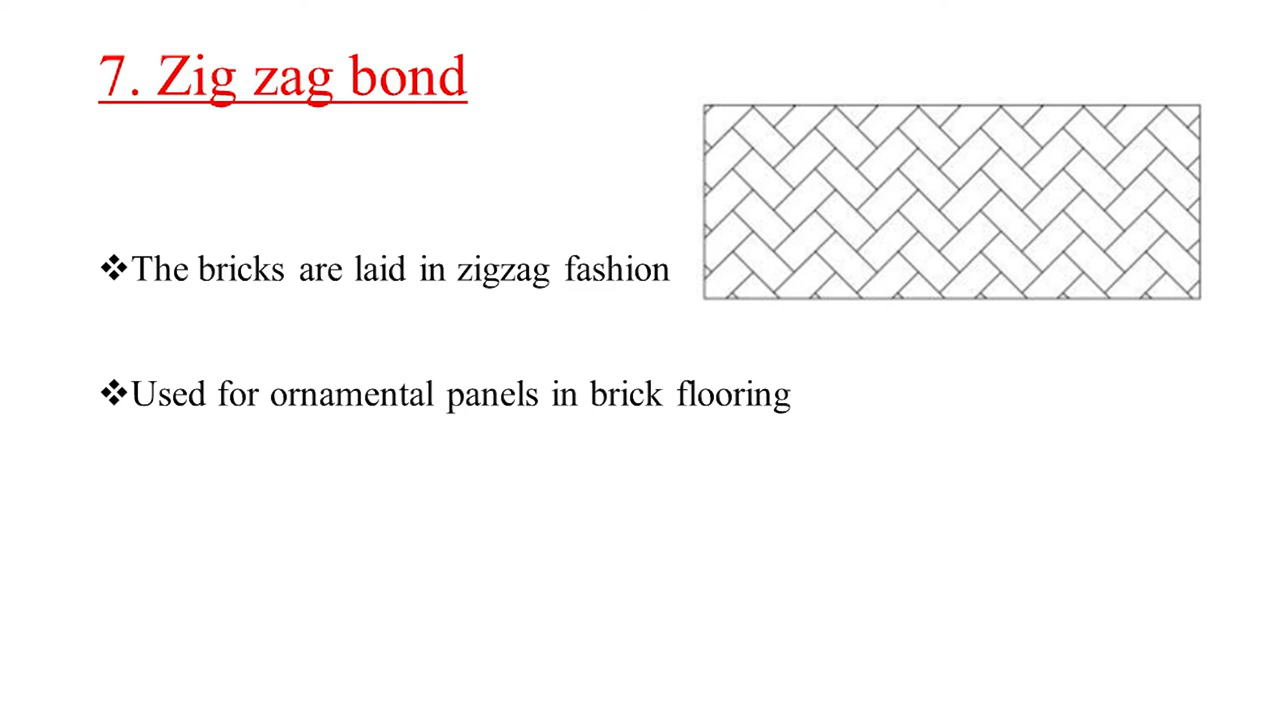 7. Zig zag bond
❖The bricks are laid in zigzag fashion
❖Used for ornamental panels in brick flooring